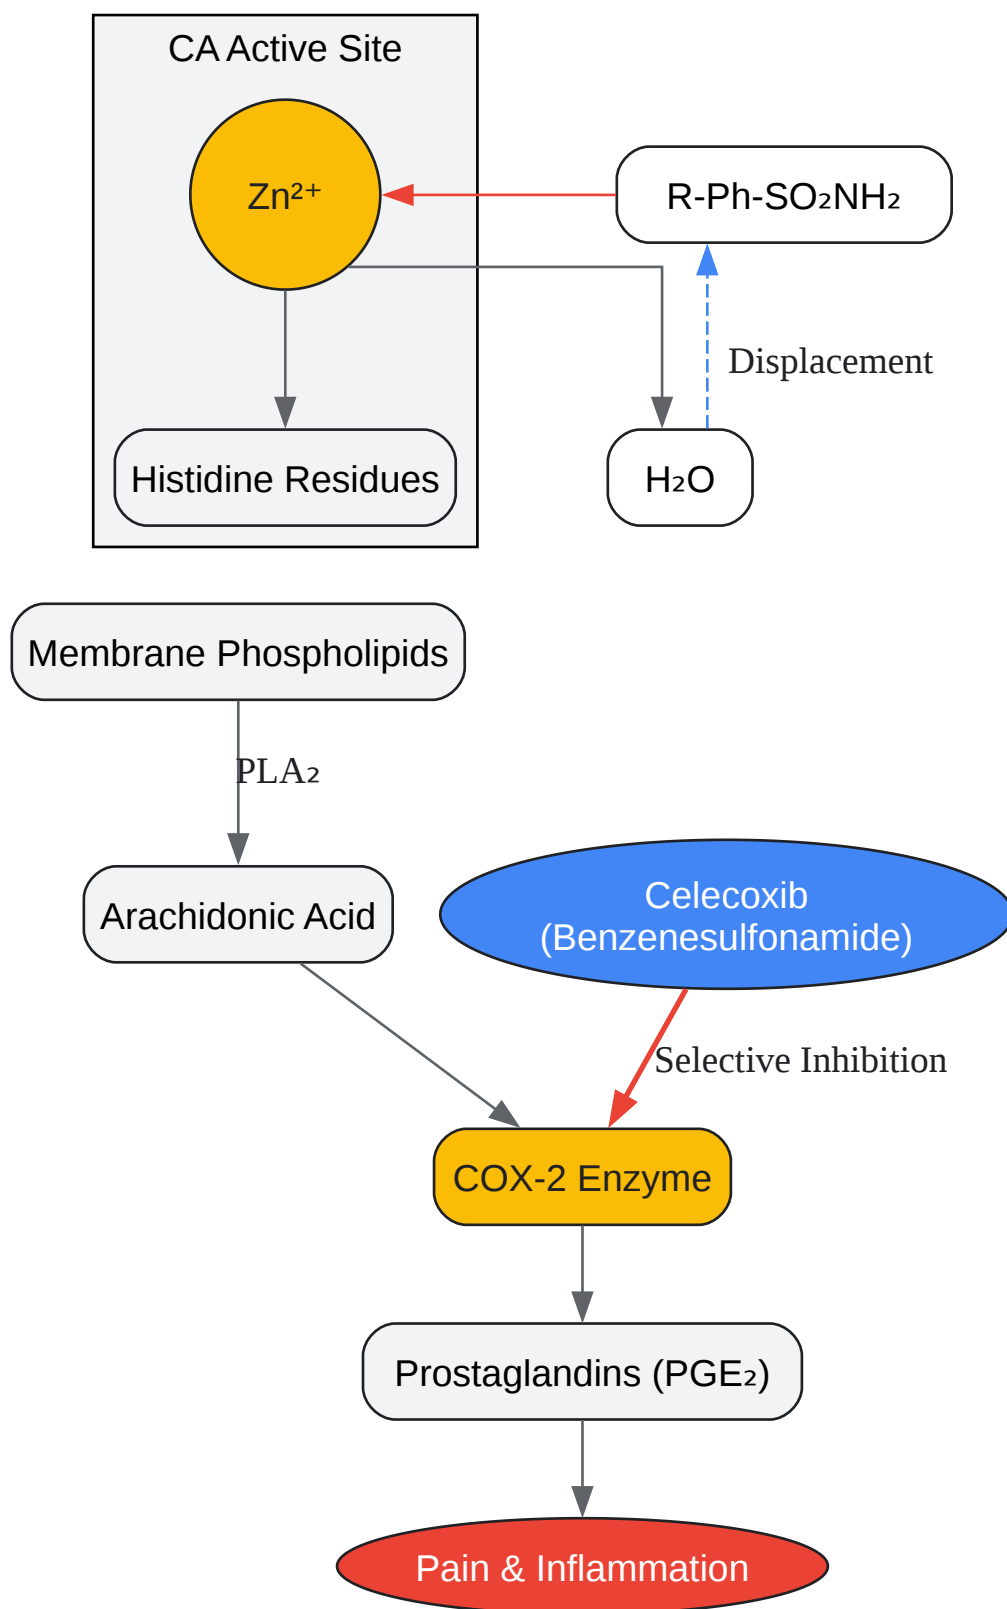 CA Active Site
Zn²⁺
R-Ph-SO₂NH₂
Displacement
Histidine Residues
H₂O
Membrane Phospholipids
PLA₂
Arachidonic Acid
Celecoxib
(Benzenesulfonamide)
Selective Inhibition
COX-2 Enzyme
Prostaglandins (PGE₂)
Pain & Inflammation